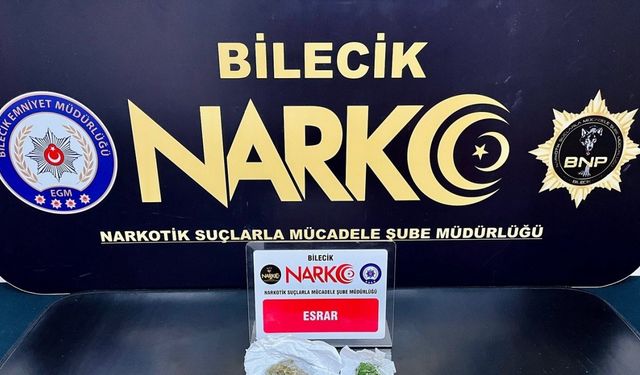 BİLECİK
NARKO
NARKOTİK SUÇLARLA MÜCADELE ŞUBE MÜDÜRLÜĞÜ
BİLECİK EMNİYET MÜDÜRLÜĞÜ
EGM
BNP
BİLECİK
NARKO
NARKOTİK SUÇLARLA MÜCADELE ŞUBE MÜDÜRLÜĞÜ
ESRAR